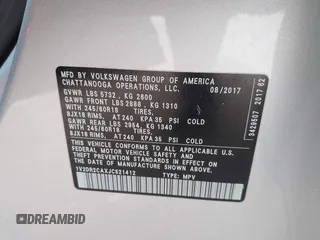 MFD. BY VOLKSWAGEN GROUP OF AMERICA
CHATTANOOGA OPERATIONS, LLC. 08/2017
GVWR LBS 5732 , KG 2600
GAWR FRONT LBS 2888 , KG 1310
WITH 245/60R18 TIRES,
8JX18 RIMS, AT 240 KPA 35 PSI COLD
GAWR REAR LBS 2954, KG 1340
WITH 245/60R18 TIRES,
8JX18 RIMS, AT 240 KPA 35 PSI COLD
THIS VEHICLE CONFORMS TO ALL APPLICABLE
FEDERAL MOTOR VEHICLE SAFETY AND
THEFT PREVENTION STANDARDS IN EFFECT ON
THE DATE OF MANUFACTURE SHOWN ABOVE.
1V2DR2CAXJC521412 TYPE: MPV
3429507 2017 02
DREAMBID